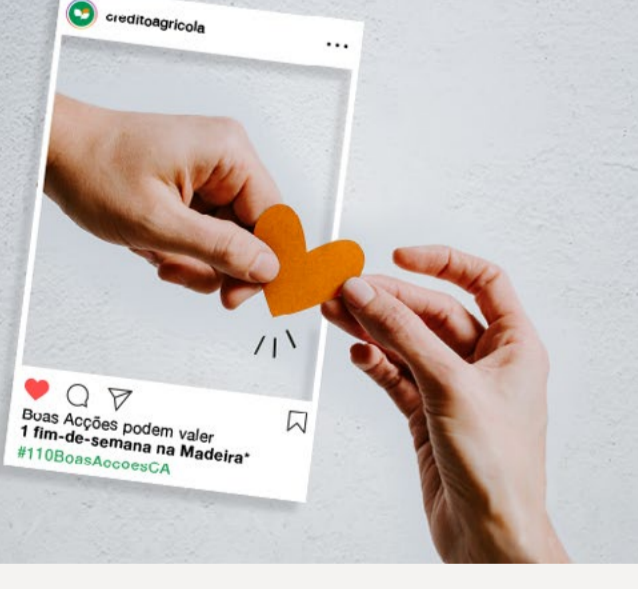 creditoagricola
Boas Acções podem valer
1 fim-de-semana na Madeira*
#110BoasAccoesCA